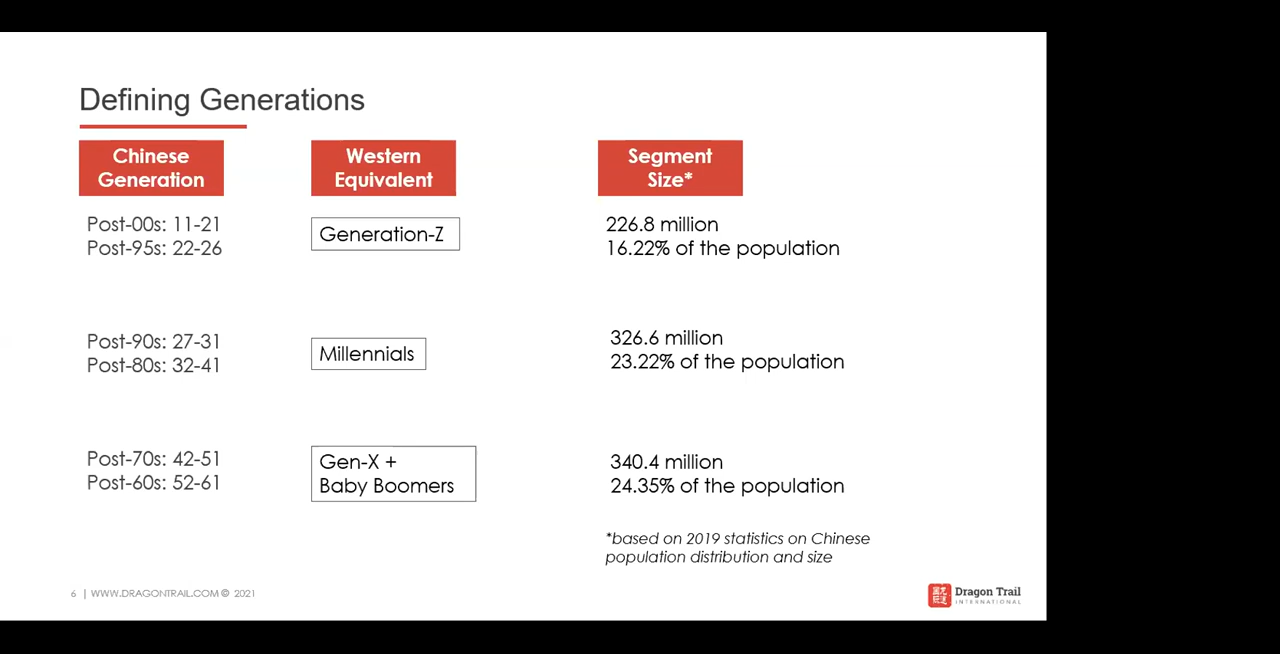 Defining Generations
Chinese
Generation
Western
Equivalent
Segment
Size*
Post-00s: 11-21
Post-95s: 22-26
Generation-Z
226.8 million
16.22% of the population
Post-90s: 27-31
Post-80s: 32-41
Millennials
326.6 million
23.22% of the population
Post-70s: 42-51
Post-60s: 52-61
Gen-X +
Baby Boomers
340.4 million
24.35% of the population
*based on 2019 statistics on Chinese
population distribution and size
6 | WWW.DRAGONTRAIL.COM © 2021
Dragon Trail
INTERNATIONAL